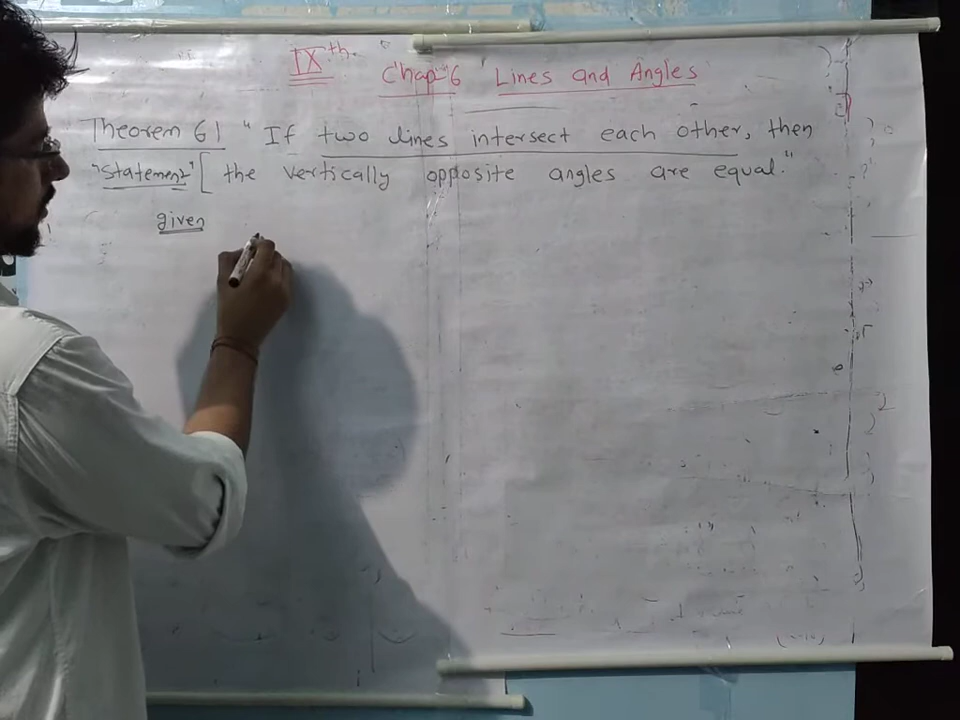 IXth.
Chap-6 Lines and Angles
Theorem 6.1 "If two lines intersect each other, then
"Statement" [ the vertically opposite angles are equal."
given